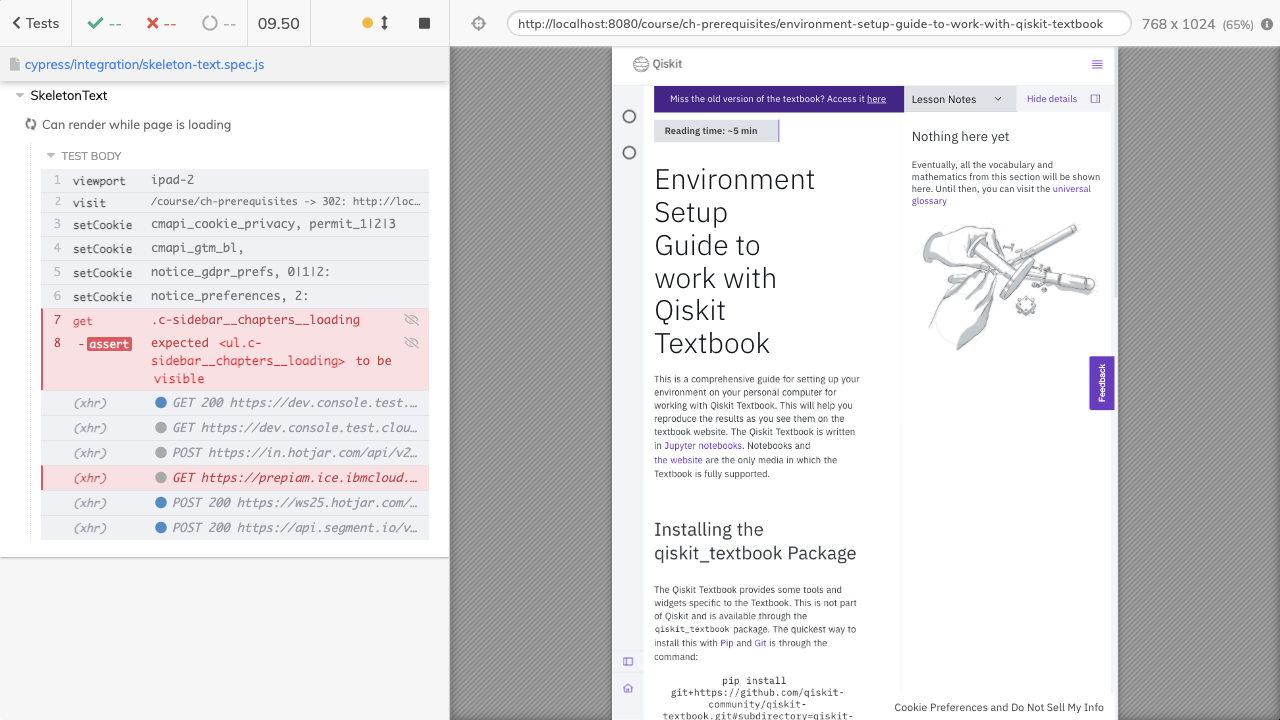 Tests
--
--
--
09.50
http://localhost:8080/course/ch-prerequisites/environment-setup-guide-to-work-with-qiskit-textbook
768 x 1024 (65%)
cypress/integration/skeleton-text.spec.js
SkeletonText
Can render while page is loading
TEST BODY
1 viewport ipad-2
2 visit /course/ch-prerequisites -> 302: http://loc…
3 setCookie cmapi_cookie_privacy, permit_1|2|3
4 setCookie cmapi_gtm_bl,
5 setCookie notice_gdpr_prefs, 0|1|2:
6 setCookie notice_preferences, 2:
7 get .c-sidebar__chapters__loading
8 -assert expected <ul.c-
sidebar__chapters__loading> to be
visible
(xhr) GET 200 https://dev.console.test.…
(xhr) GET https://dev.console.test.clou…
(xhr) POST https://in.hotjar.com/api/v2…
(xhr) GET https://prepiam.ice.ibmcloud.…
(xhr) POST 200 https://ws25.hotjar.com/…
(xhr) POST 200 https://api.segment.io/v…
Qiskit
Miss the old version of the textbook? Access it here
Reading time: ~5 min
Environment
Setup
Guide to
work with
Qiskit
Textbook
This is a comprehensive guide for setting up your
environment on your personal computer for
working with Qiskit Textbook. This will help you
reproduce the results as you see them on the
textbook website. The Qiskit Textbook is written
in Jupyter notebooks. Notebooks and
the website are the only media in which the
Textbook is fully supported.
Installing the
qiskit_textbook Package
The Qiskit Textbook provides some tools and
widgets specific to the Textbook. This is not part
of Qiskit and is available through the
qiskit_textbook package. The quickest way to
install this with Pip and Git is through the
command:
pip install
git+https://github.com/qiskit-
community/qiskit-
textbook.git#subdirectory=qiskit-
Lesson Notes
Hide details
Nothing here yet
Eventually, all the vocabulary and
mathematics from this section will be shown
here. Until then, you can visit the universal
glossary
Feedback
Cookie Preferences and Do Not Sell My Info